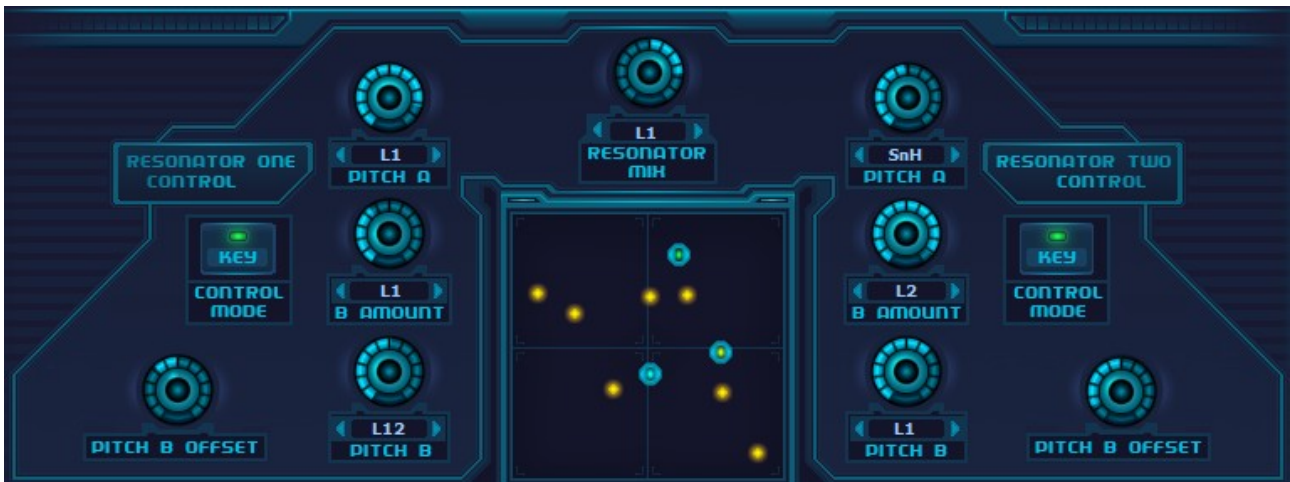 L1
RESONATOR
MIX
RESONATOR ONE
CONTROL
L1
PITCH A
KEY
CONTROL
MODE
L1
B AMOUNT
PITCH B OFFSET
L12
PITCH B
SnH
PITCH A
RESONATOR TWO
CONTROL
L2
B AMOUNT
KEY
CONTROL
MODE
L1
PITCH B
PITCH B OFFSET